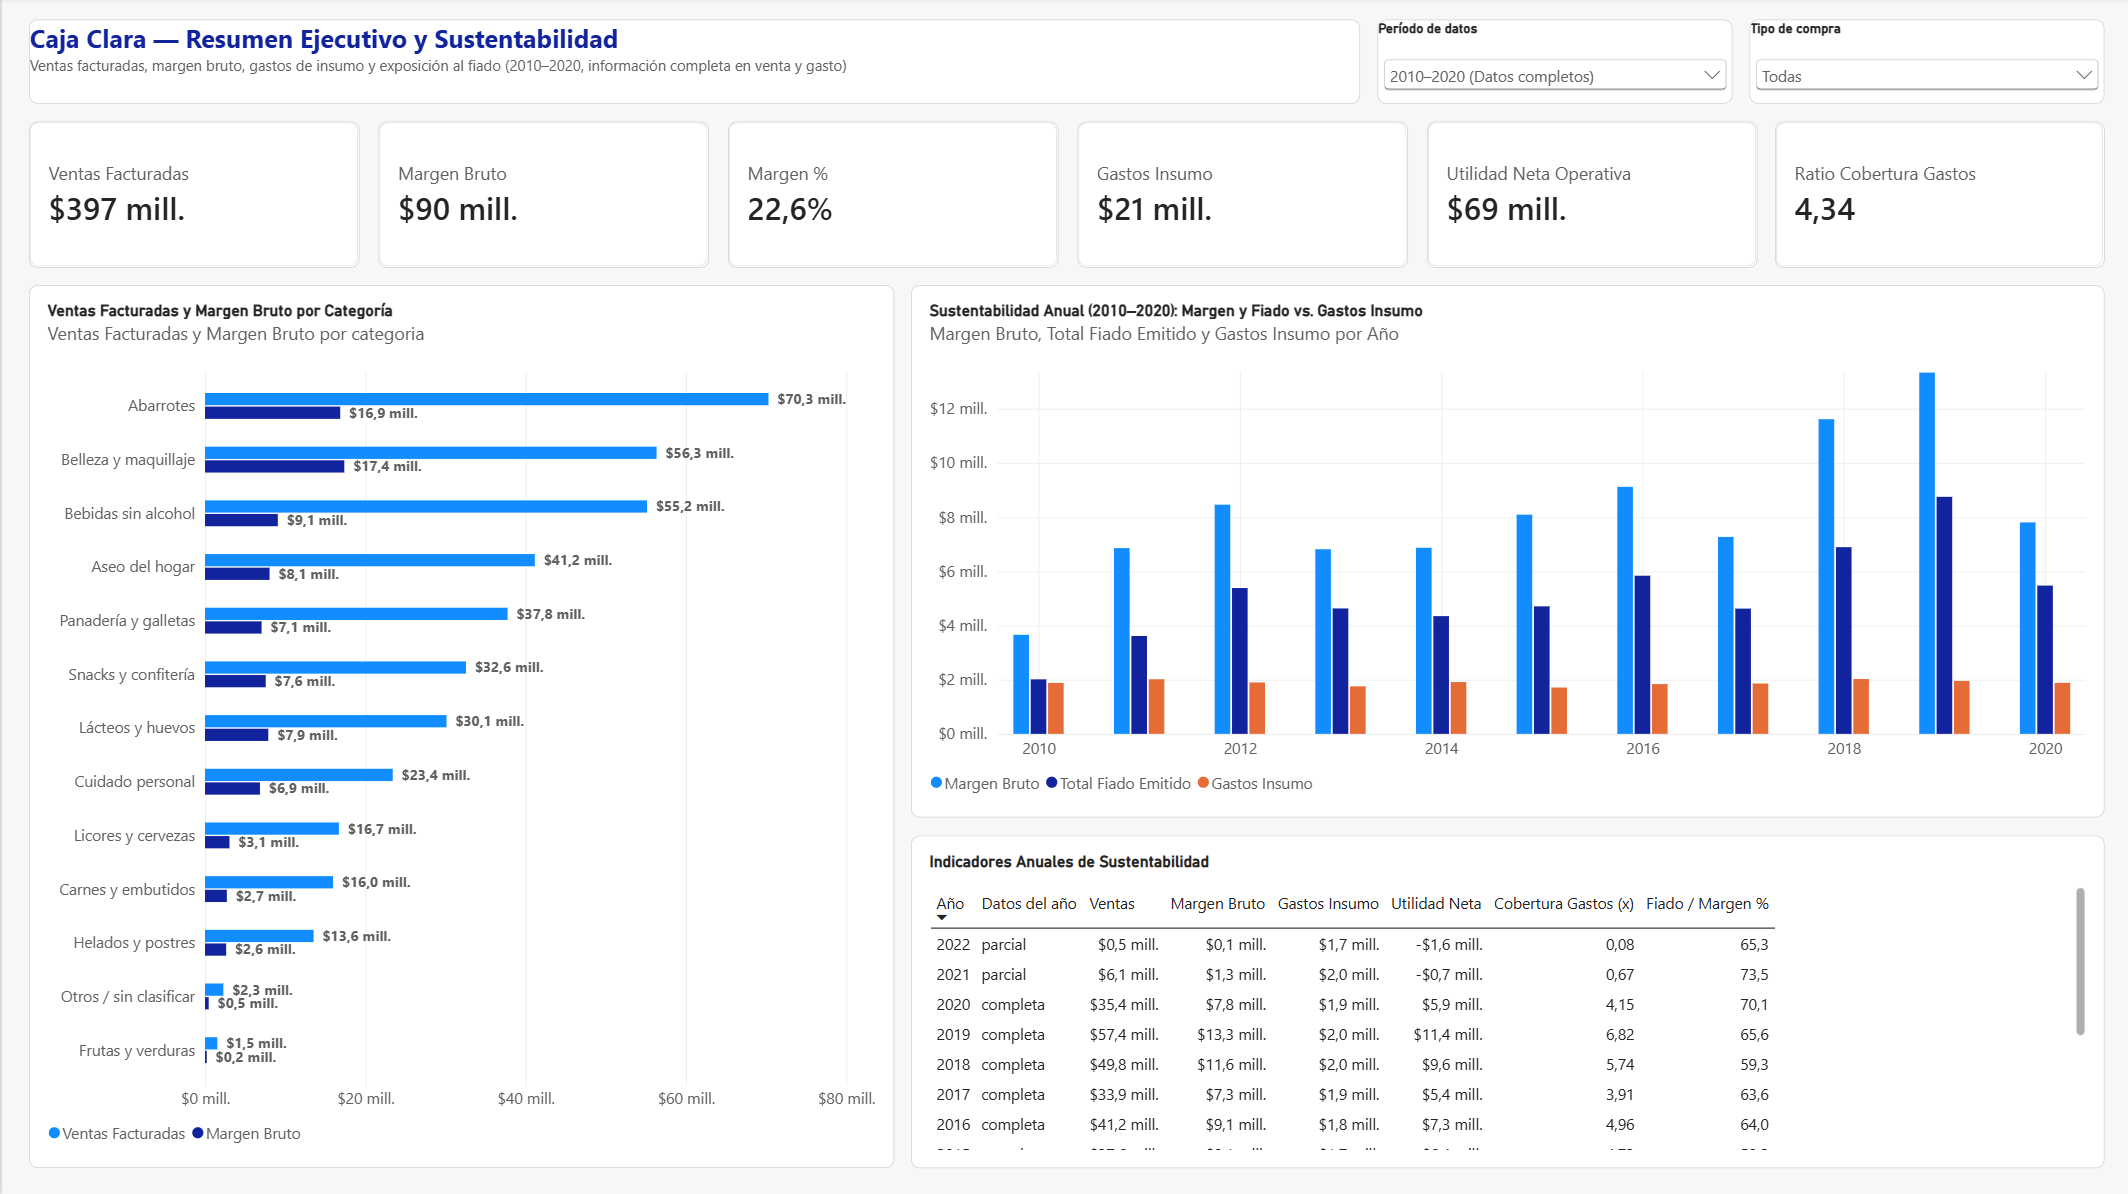 Caja Clara — Resumen Ejecutivo y Sustentabilidad
Ventas facturadas, margen bruto, gastos de insumo y exposición al fiado (2010–2020, información completa en venta y gasto)
Período de datos
2010–2020 (Datos completos)
Tipo de compra
Todas
Ventas Facturadas
$397 mill.
Margen Bruto
$90 mill.
Margen %
22,6%
Gastos Insumo
$21 mill.
Utilidad Neta Operativa
$69 mill.
Ratio Cobertura Gastos
4,34
Ventas Facturadas y Margen Bruto por Categoría
Ventas Facturadas y Margen Bruto por categoria
Abarrotes $70,3 mill.
$16,9 mill.
Belleza y maquillaje $56,3 mill.
$17,4 mill.
Bebidas sin alcohol $55,2 mill.
$9,1 mill.
Aseo del hogar $41,2 mill.
$8,1 mill.
Panadería y galletas $37,8 mill.
$7,1 mill.
Snacks y confitería $32,6 mill.
$7,6 mill.
Lácteos y huevos $30,1 mill.
$7,9 mill.
Cuidado personal $23,4 mill.
$6,9 mill.
Licores y cervezas $16,7 mill.
$3,1 mill.
Carnes y embutidos $16,0 mill.
$2,7 mill.
Helados y postres $13,6 mill.
$2,6 mill.
Otros / sin clasificar $2,3 mill.
$0,5 mill.
Frutas y verduras $1,5 mill.
$0,2 mill.
$0 mill. $20 mill. $40 mill. $60 mill. $80 mill.
Ventas Facturadas Margen Bruto
Sustentabilidad Anual (2010–2020): Margen y Fiado vs. Gastos Insumo
Margen Bruto, Total Fiado Emitido y Gastos Insumo por Año
$12 mill.
$10 mill.
$8 mill.
$6 mill.
$4 mill.
$2 mill.
$0 mill.
2010 2012 2014 2016 2018 2020
Margen Bruto Total Fiado Emitido Gastos Insumo
Indicadores Anuales de Sustentabilidad
Año Datos del año Ventas Margen Bruto Gastos Insumo Utilidad Neta Cobertura Gastos (x) Fiado / Margen %
2022 parcial $0,5 mill. $0,1 mill. $1,7 mill. -$1,6 mill. 0,08 65,3
2021 parcial $6,1 mill. $1,3 mill. $2,0 mill. -$0,7 mill. 0,67 73,5
2020 completa $35,4 mill. $7,8 mill. $1,9 mill. $5,9 mill. 4,15 70,1
2019 completa $57,4 mill. $13,3 mill. $2,0 mill. $11,4 mill. 6,82 65,6
2018 completa $49,8 mill. $11,6 mill. $2,0 mill. $9,6 mill. 5,74 59,3
2017 completa $33,9 mill. $7,3 mill. $1,9 mill. $5,4 mill. 3,91 63,6
2016 completa $41,2 mill. $9,1 mill. $1,8 mill. $7,3 mill. 4,96 64,0